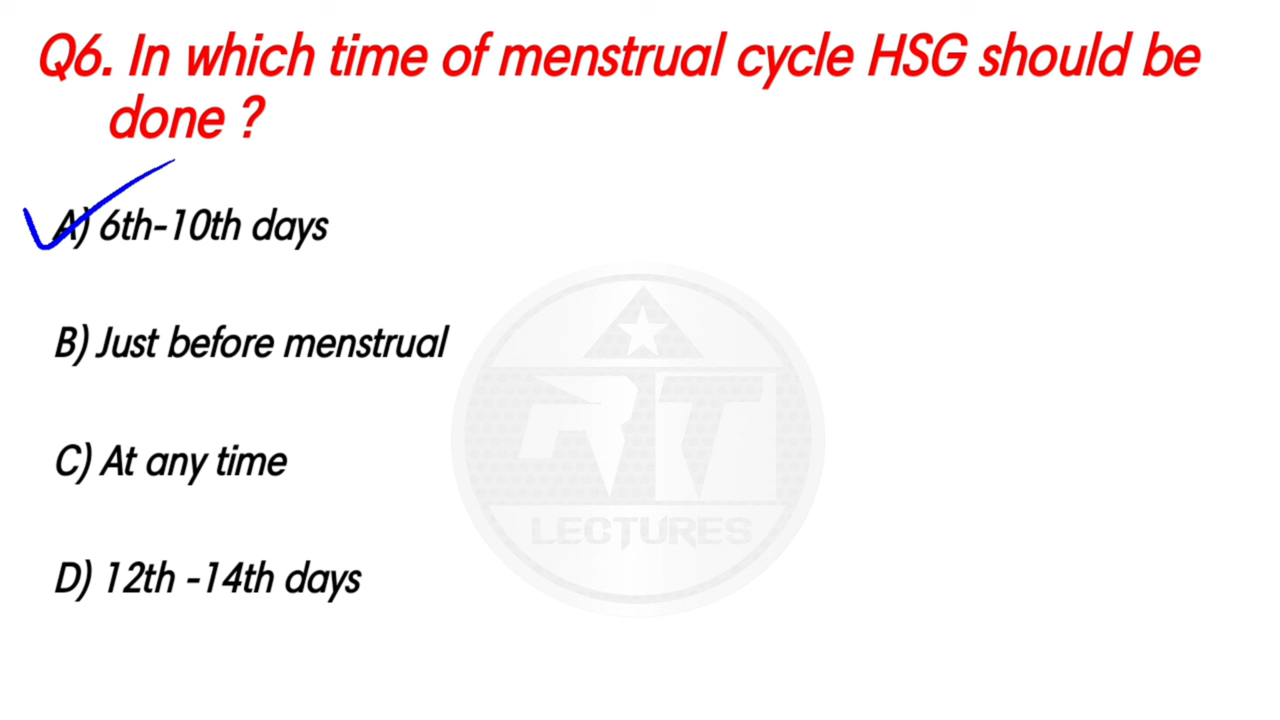 Q6. In which time of menstrual cycle HSG should be
done ?
A) 6th-10th days
B) Just before menstrual
C) At any time
D) 12th -14th days
RT
LECTURES